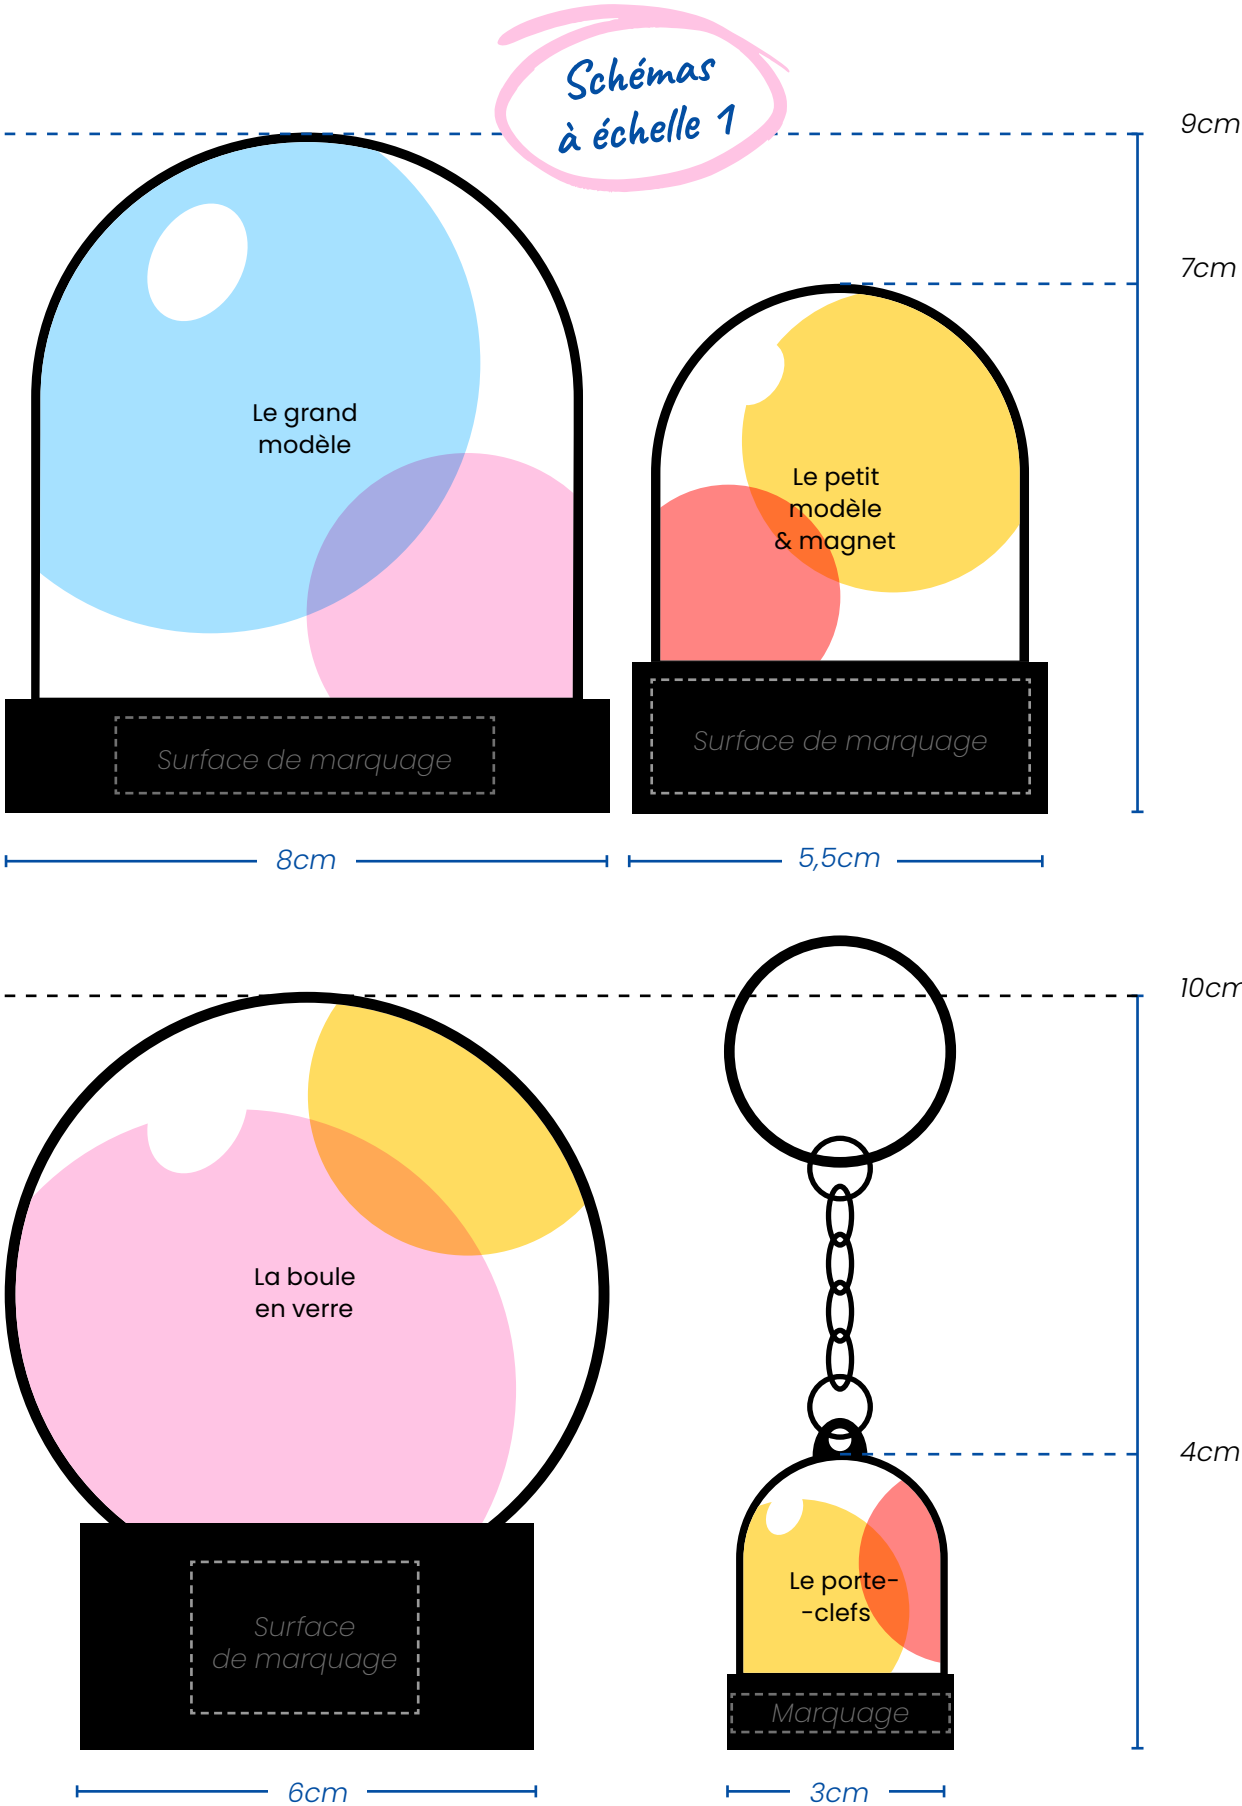 Schémas
à échelle 1
9cm
7cm
Le grand
modèle
Le petit
modèle
& magnet
Surface de marquage
Surface de marquage
8cm
5,5cm
10cm
La boule
en verre
4cm
Le porte-
-clefs
Surface
de marquage
Marquage
6cm
3cm